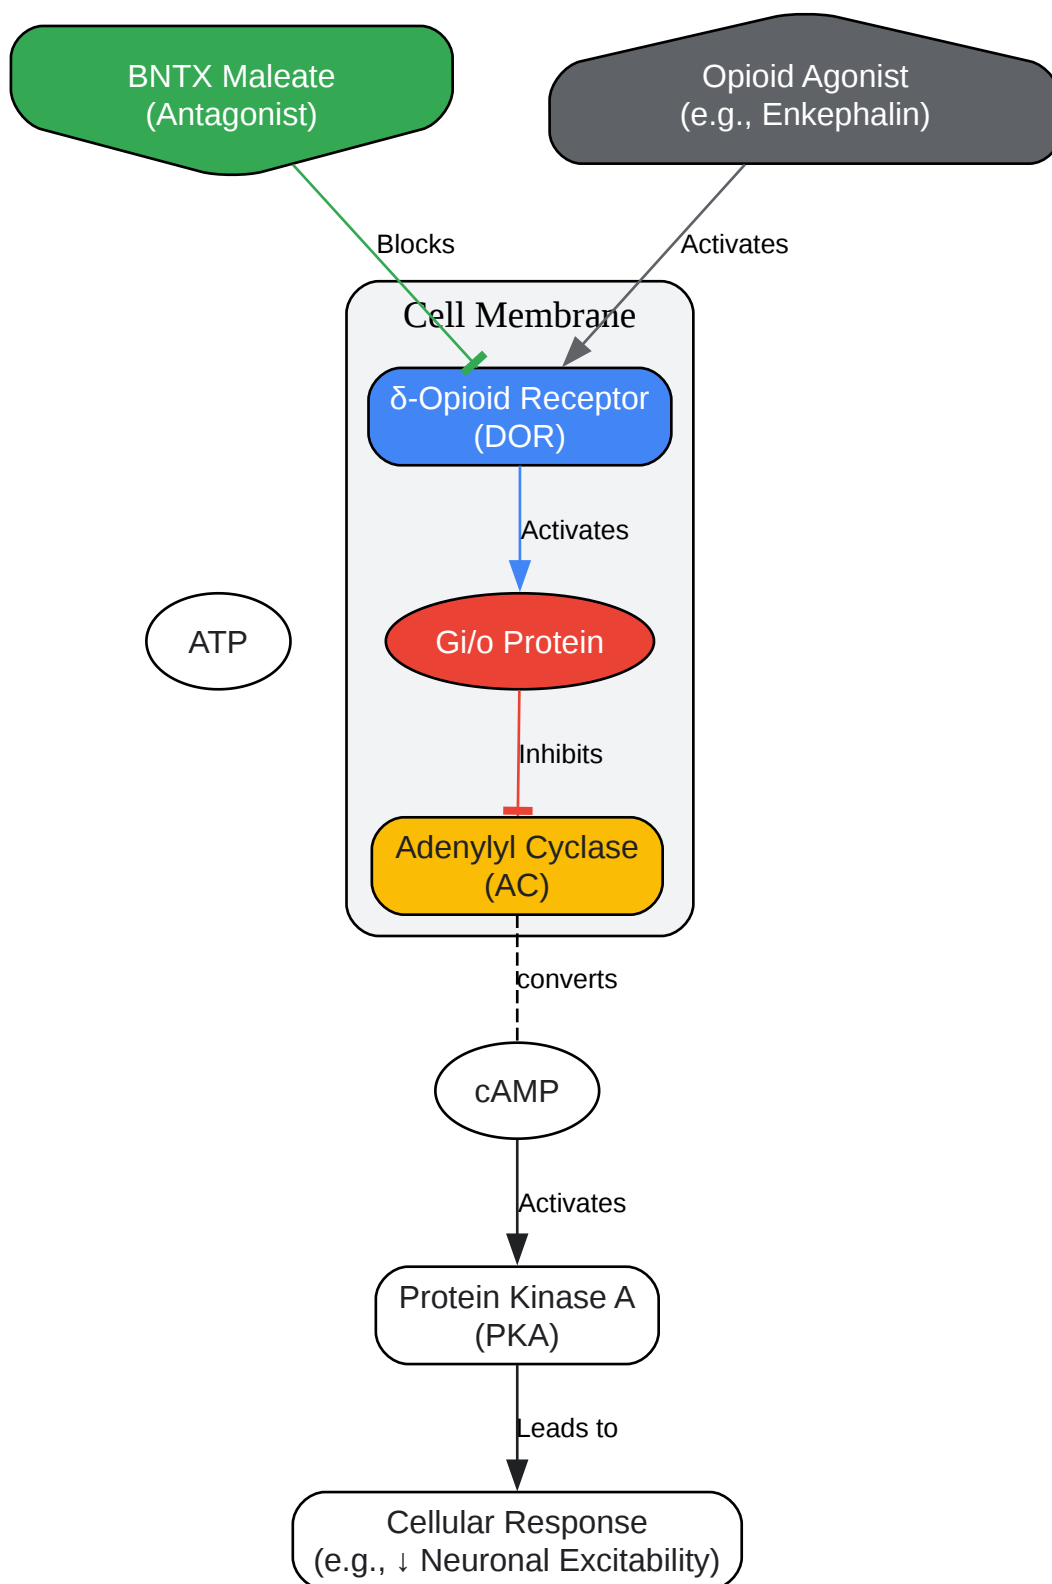 BNTX Maleate
(Antagonist)
Opioid Agonist
(e.g., Enkephalin)
Blocks
Activates
Cell Membrane
δ-Opioid Receptor
(DOR)
Activates
ATP
Gi/o Protein
Inhibits
Adenylyl Cyclase
(AC)
converts
cAMP
Activates
Protein Kinase A
(PKA)
Leads to
Cellular Response
(e.g., ↓ Neuronal Excitability)